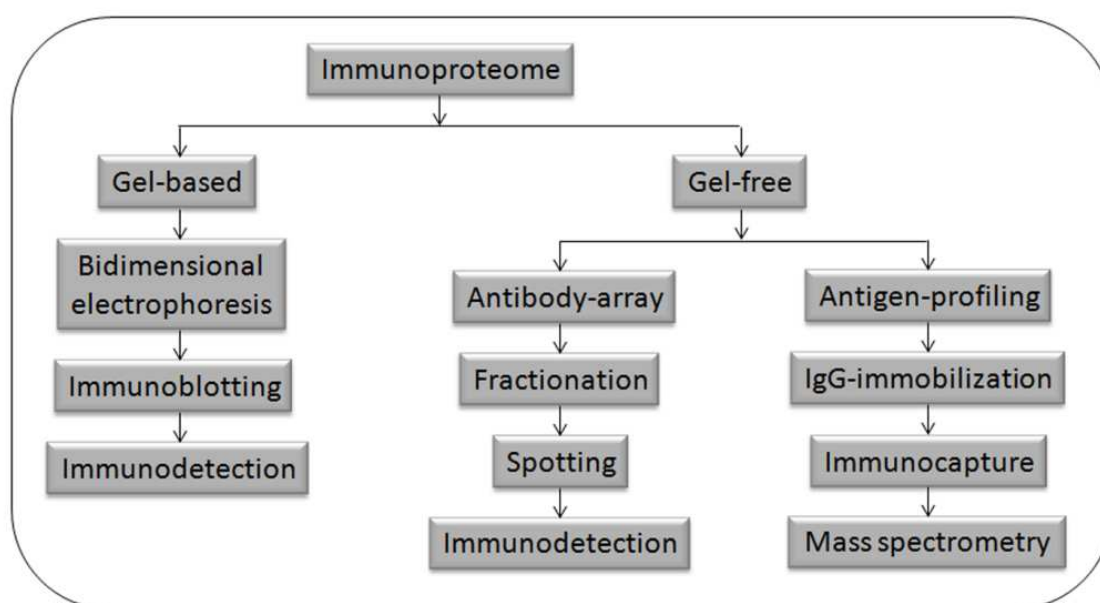 Immunoproteome
Gel-based
Gel-free
Bidimensional
electrophoresis
Antibody-array
Antigen-profiling
Immunoblotting
Fractionation
IgG-immobilization
Immunodetection
Spotting
Immunocapture
Immunodetection
Mass spectrometry